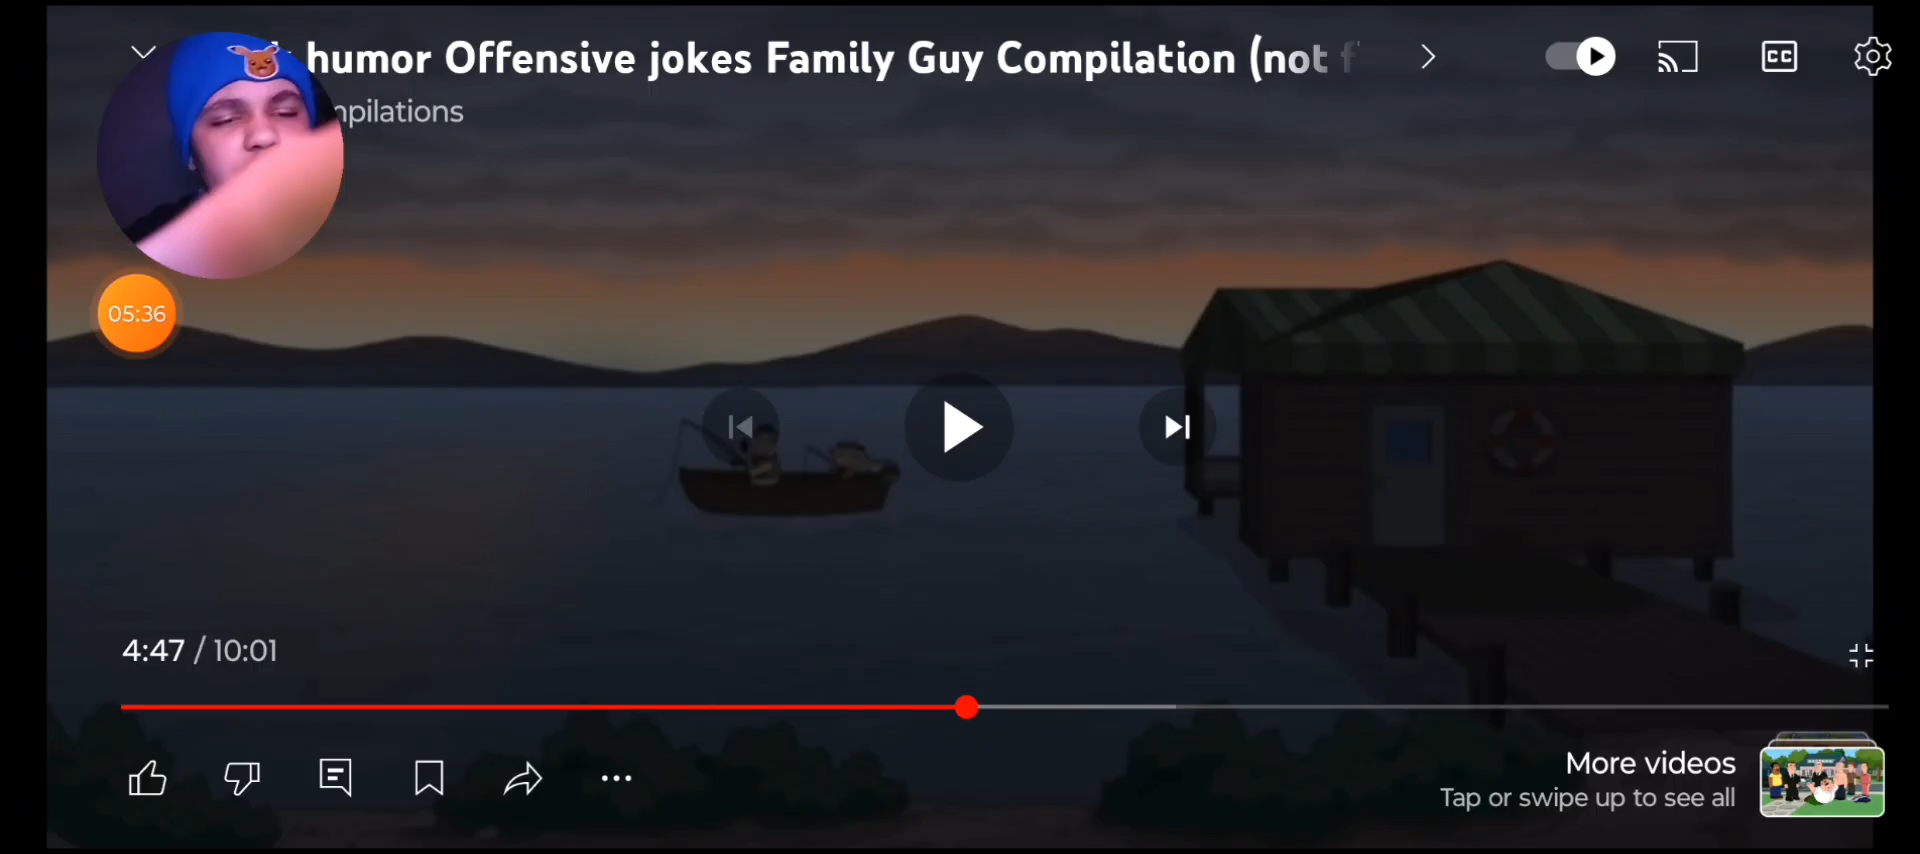 humor Offensive jokes Family Guy Compilation (not
05:36
4:47 / 10:01
More videos
Tap or swipe up to see all
CC